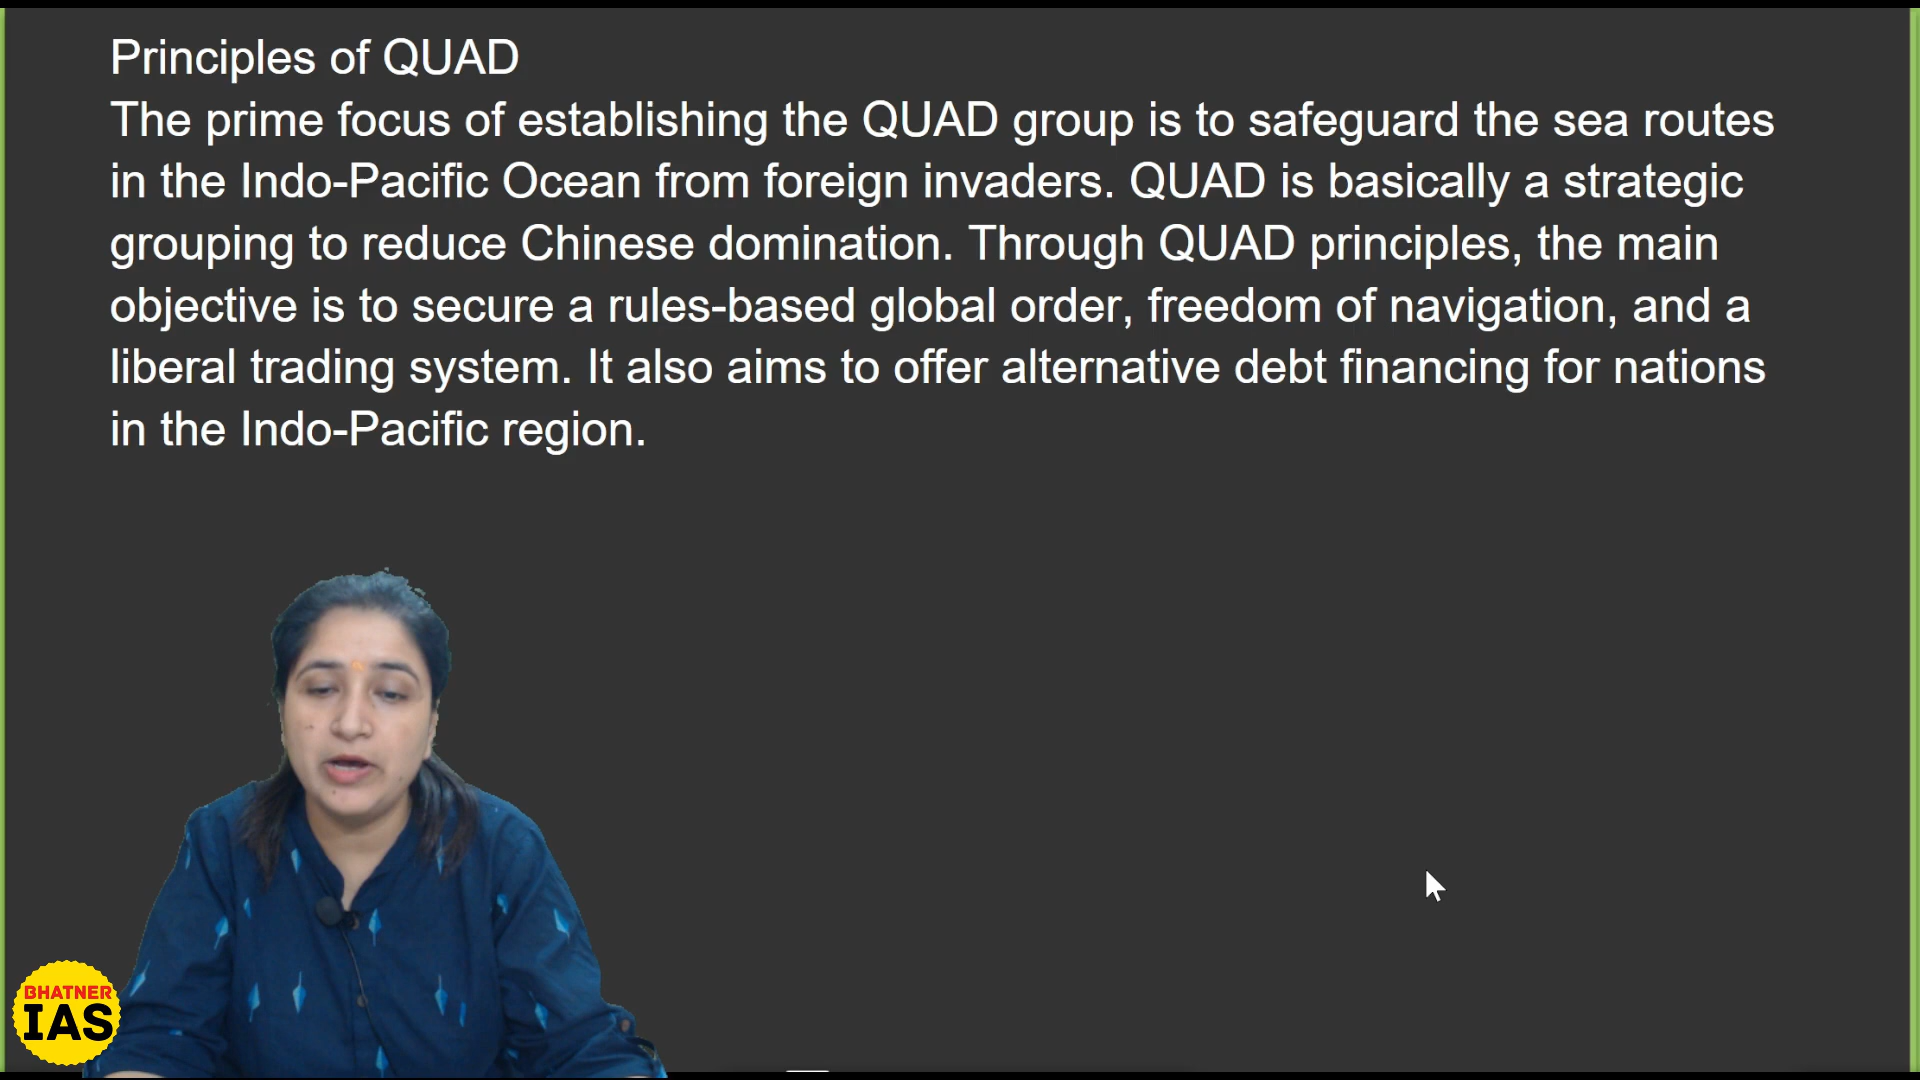 Principles of QUAD
The prime focus of establishing the QUAD group is to safeguard the sea routes
in the Indo-Pacific Ocean from foreign invaders. QUAD is basically a strategic
grouping to reduce Chinese domination. Through QUAD principles, the main
objective is to secure a rules-based global order, freedom of navigation, and a
liberal trading system. It also aims to offer alternative debt financing for nations
in the Indo-Pacific region.
BHATNER
IAS